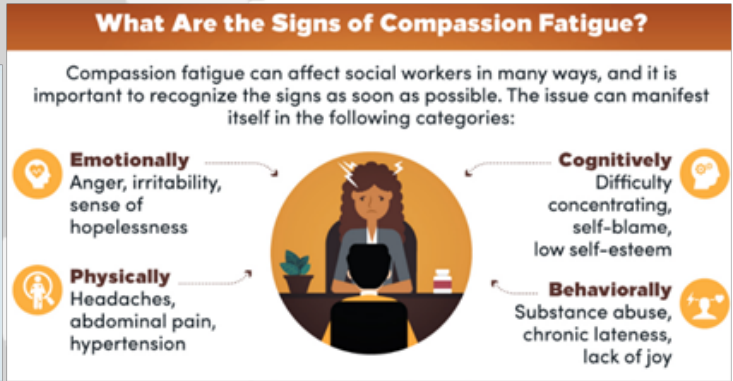 What Are the Signs of Compassion Fatigue?
Compassion fatigue can affect social workers in many ways, and it is
important to recognize the signs as soon as possible. The issue can manifest
itself in the following categories:
Emotionally
Anger, irritability,
sense of
hopelessness
Cognitively
Difficulty
concentrating,
self-blame,
low self-esteem
Physically
Headaches,
abdominal pain,
hypertension
Behaviorally
Substance abuse,
chronic lateness,
lack of joy